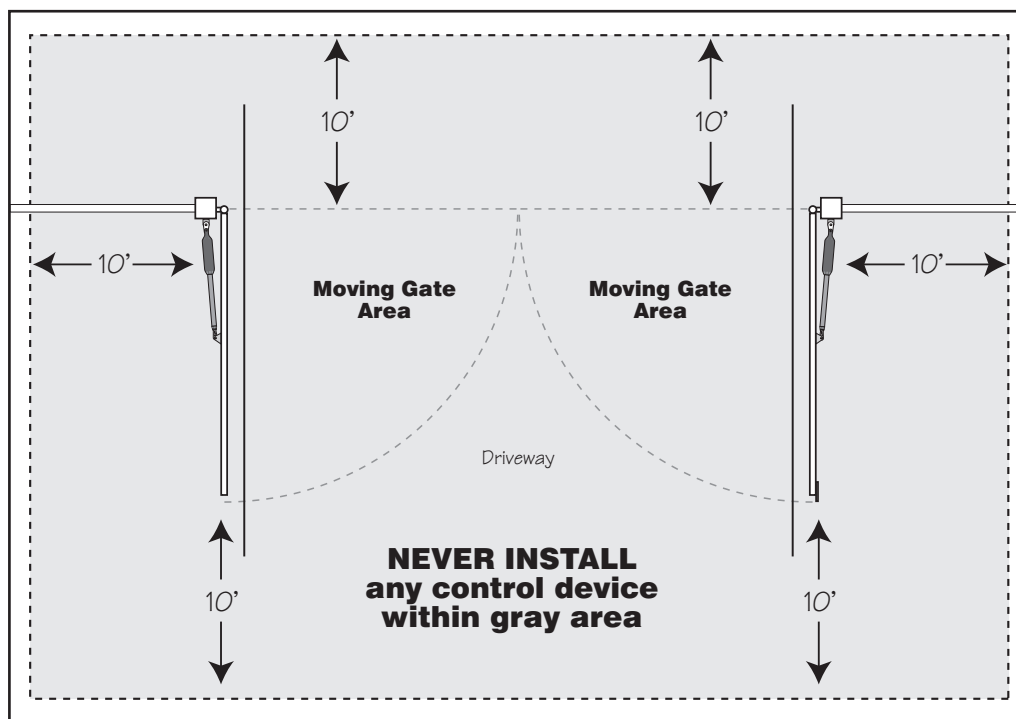 10’
10’
10’
10’
Moving Gate
Area
Moving Gate
Area
Driveway
NEVER INSTALL
any control device
within gray area
10’
10’